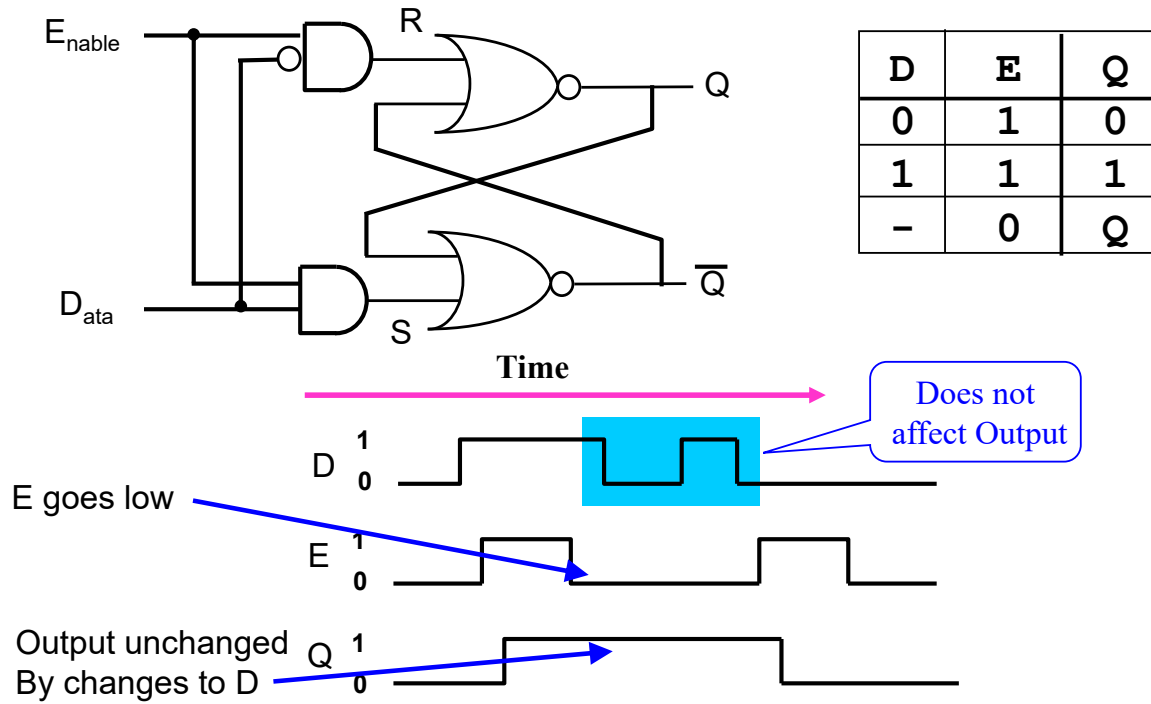 Enable
R
Q
D E Q
0 1 0
1 1 1
- 0 Q
Data
S
Q̅
Time
Does not
affect Output
1
D
0
E goes low
1
E
0
Output unchanged
By changes to D
1
Q
0